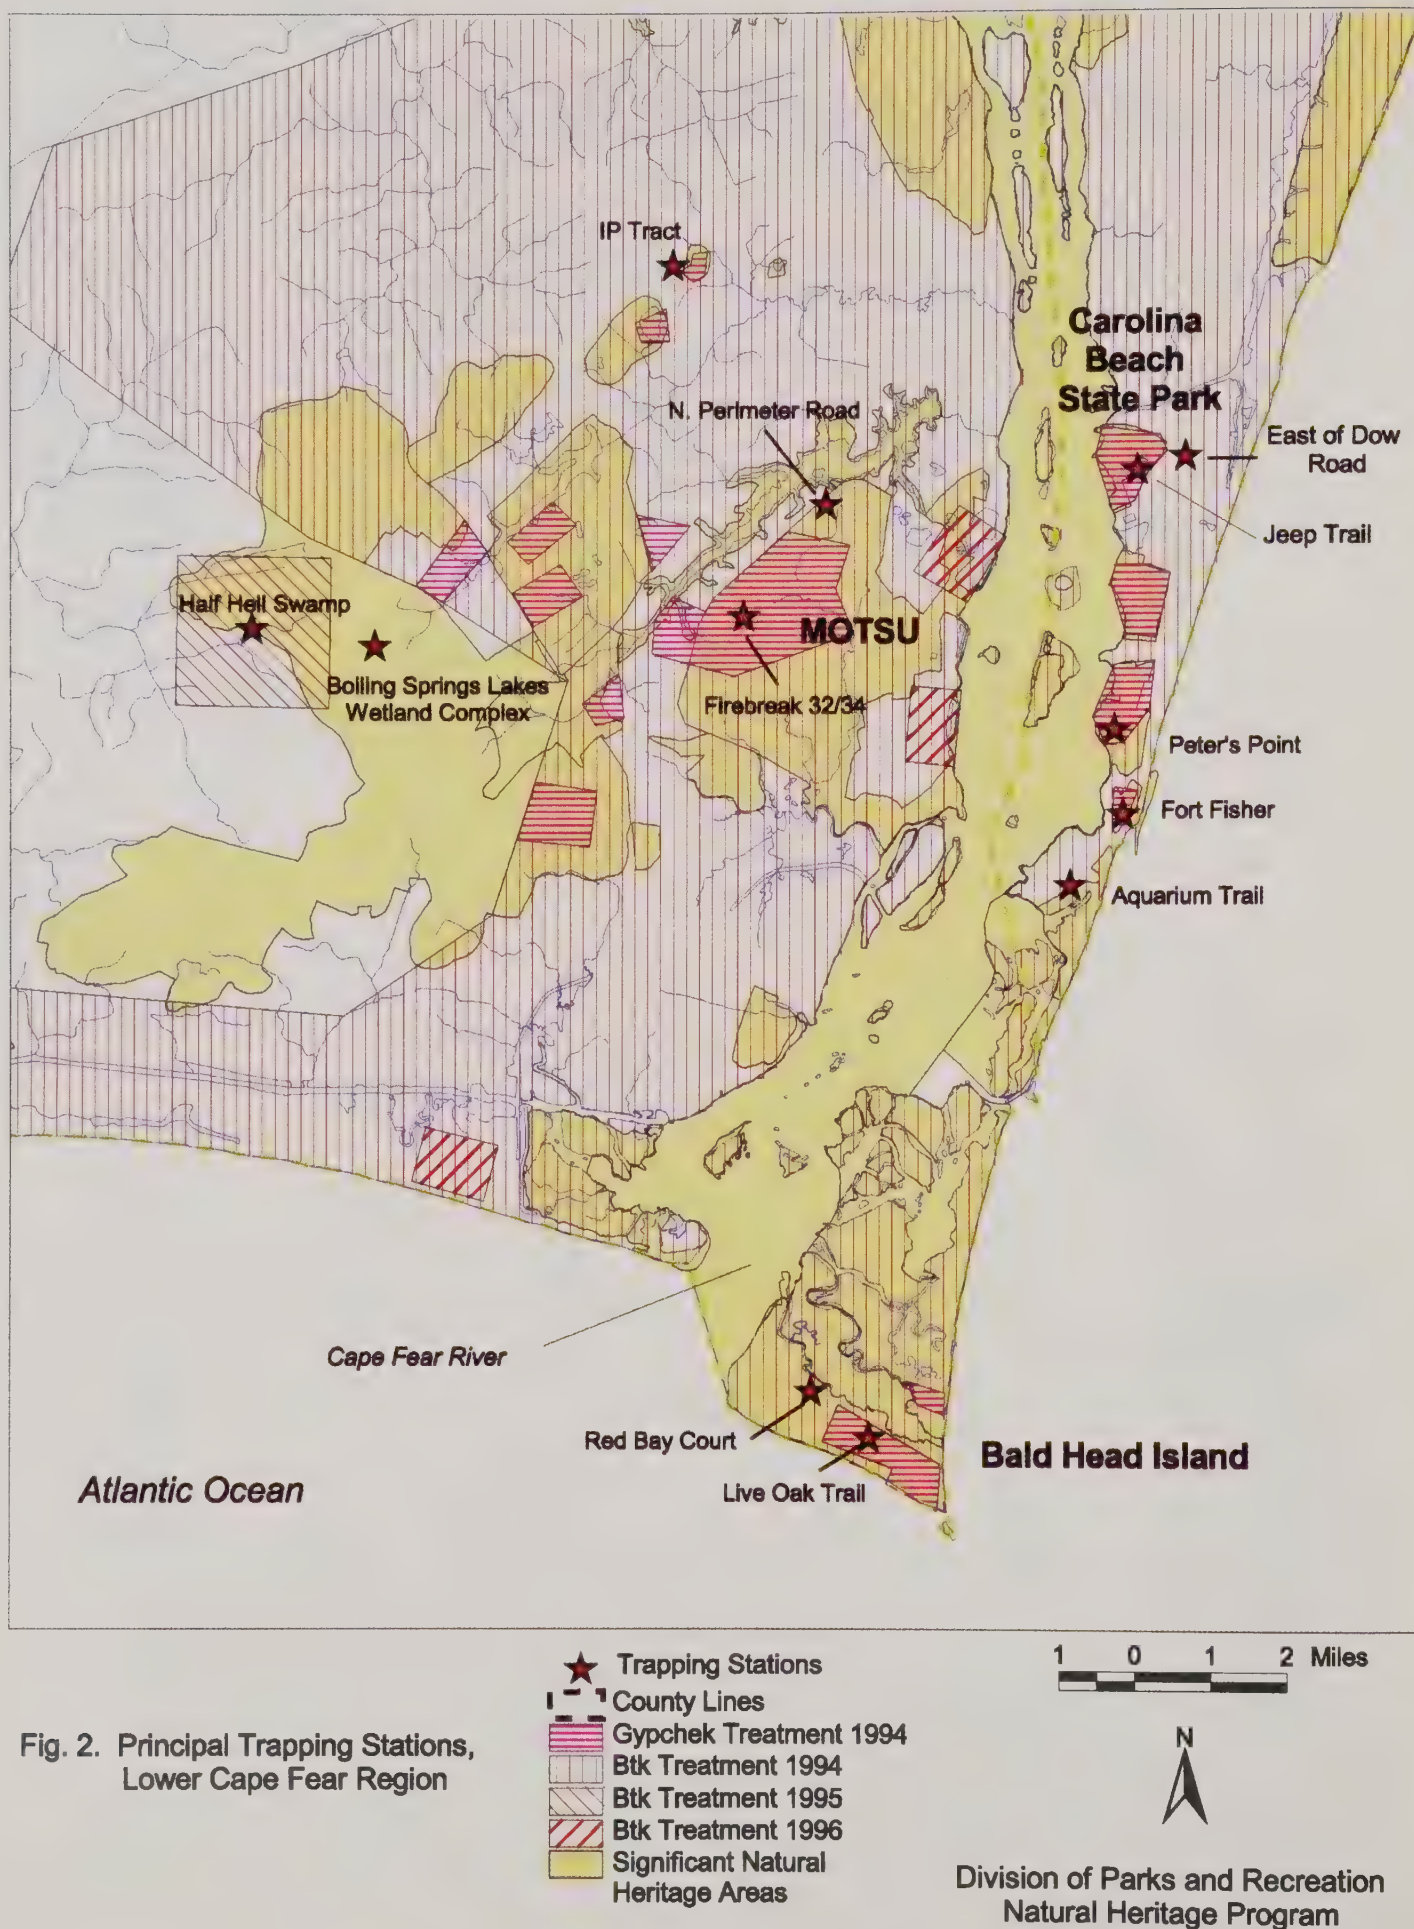 IP Tract
Carolina
Beach
State Park
N. Perimeter Road
East of Dow
Road
Jeep Trail
Half Hell Swamp
MOTSU
Boiling Springs Lakes
Wetland Complex
Firebreak 32/34
Peter's Point
Fort Fisher
Aquarium Trail
Cape Fear River
Red Bay Court
Bald Head Island
Atlantic Ocean
Live Oak Trail
Trapping Stations
County Lines
Gypchek Treatment 1994
Btk Treatment 1994
Btk Treatment 1995
Btk Treatment 1996
Significant Natural
Heritage Areas
1 0 1 2 Miles
N
Fig. 2. Principal Trapping Stations,
Lower Cape Fear Region
Division of Parks and Recreation
Natural Heritage Program